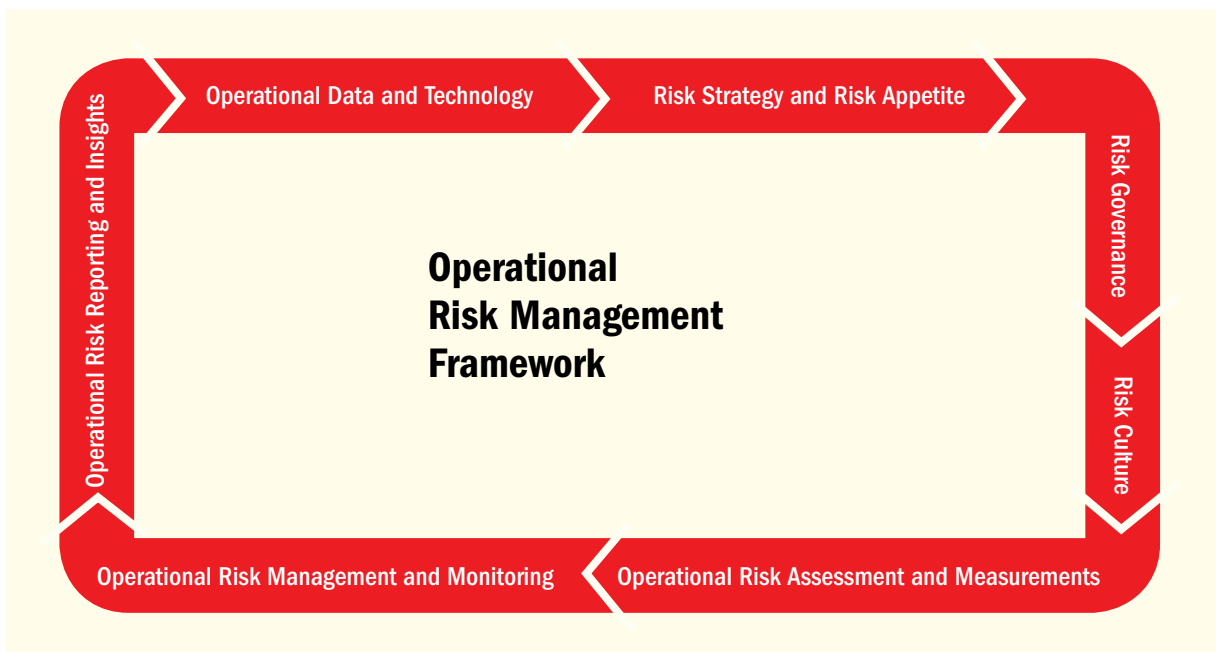 Operational Data and Technology
Risk Strategy and Risk Appetite
Risk Governance
Risk Culture
Operational Risk Assessment and Measurements
Operational Risk Management and Monitoring
Operational Risk Reporting and Insights
Operational
Risk Management
Framework